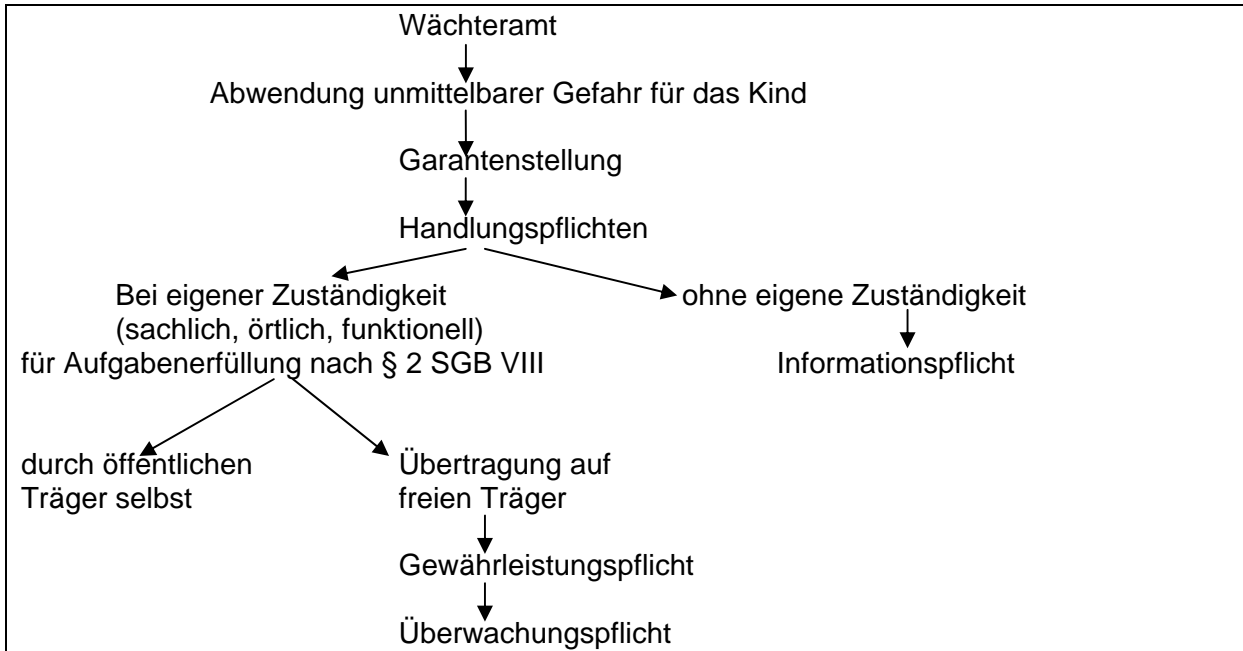 Wächteramt
Abwendung unmittelbarer Gefahr für das Kind
Garantenstellung
Handlungspflichten
Bei eigener Zuständigkeit
(sachlich, örtlich, funktionell)
für Aufgabenerfüllung nach § 2 SGB VIII
ohne eigene Zuständigkeit
Informationspflicht
durch öffentlichen
Träger selbst
Übertragung auf
freien Träger
Gewährleistungspflicht
Überwachungspflicht